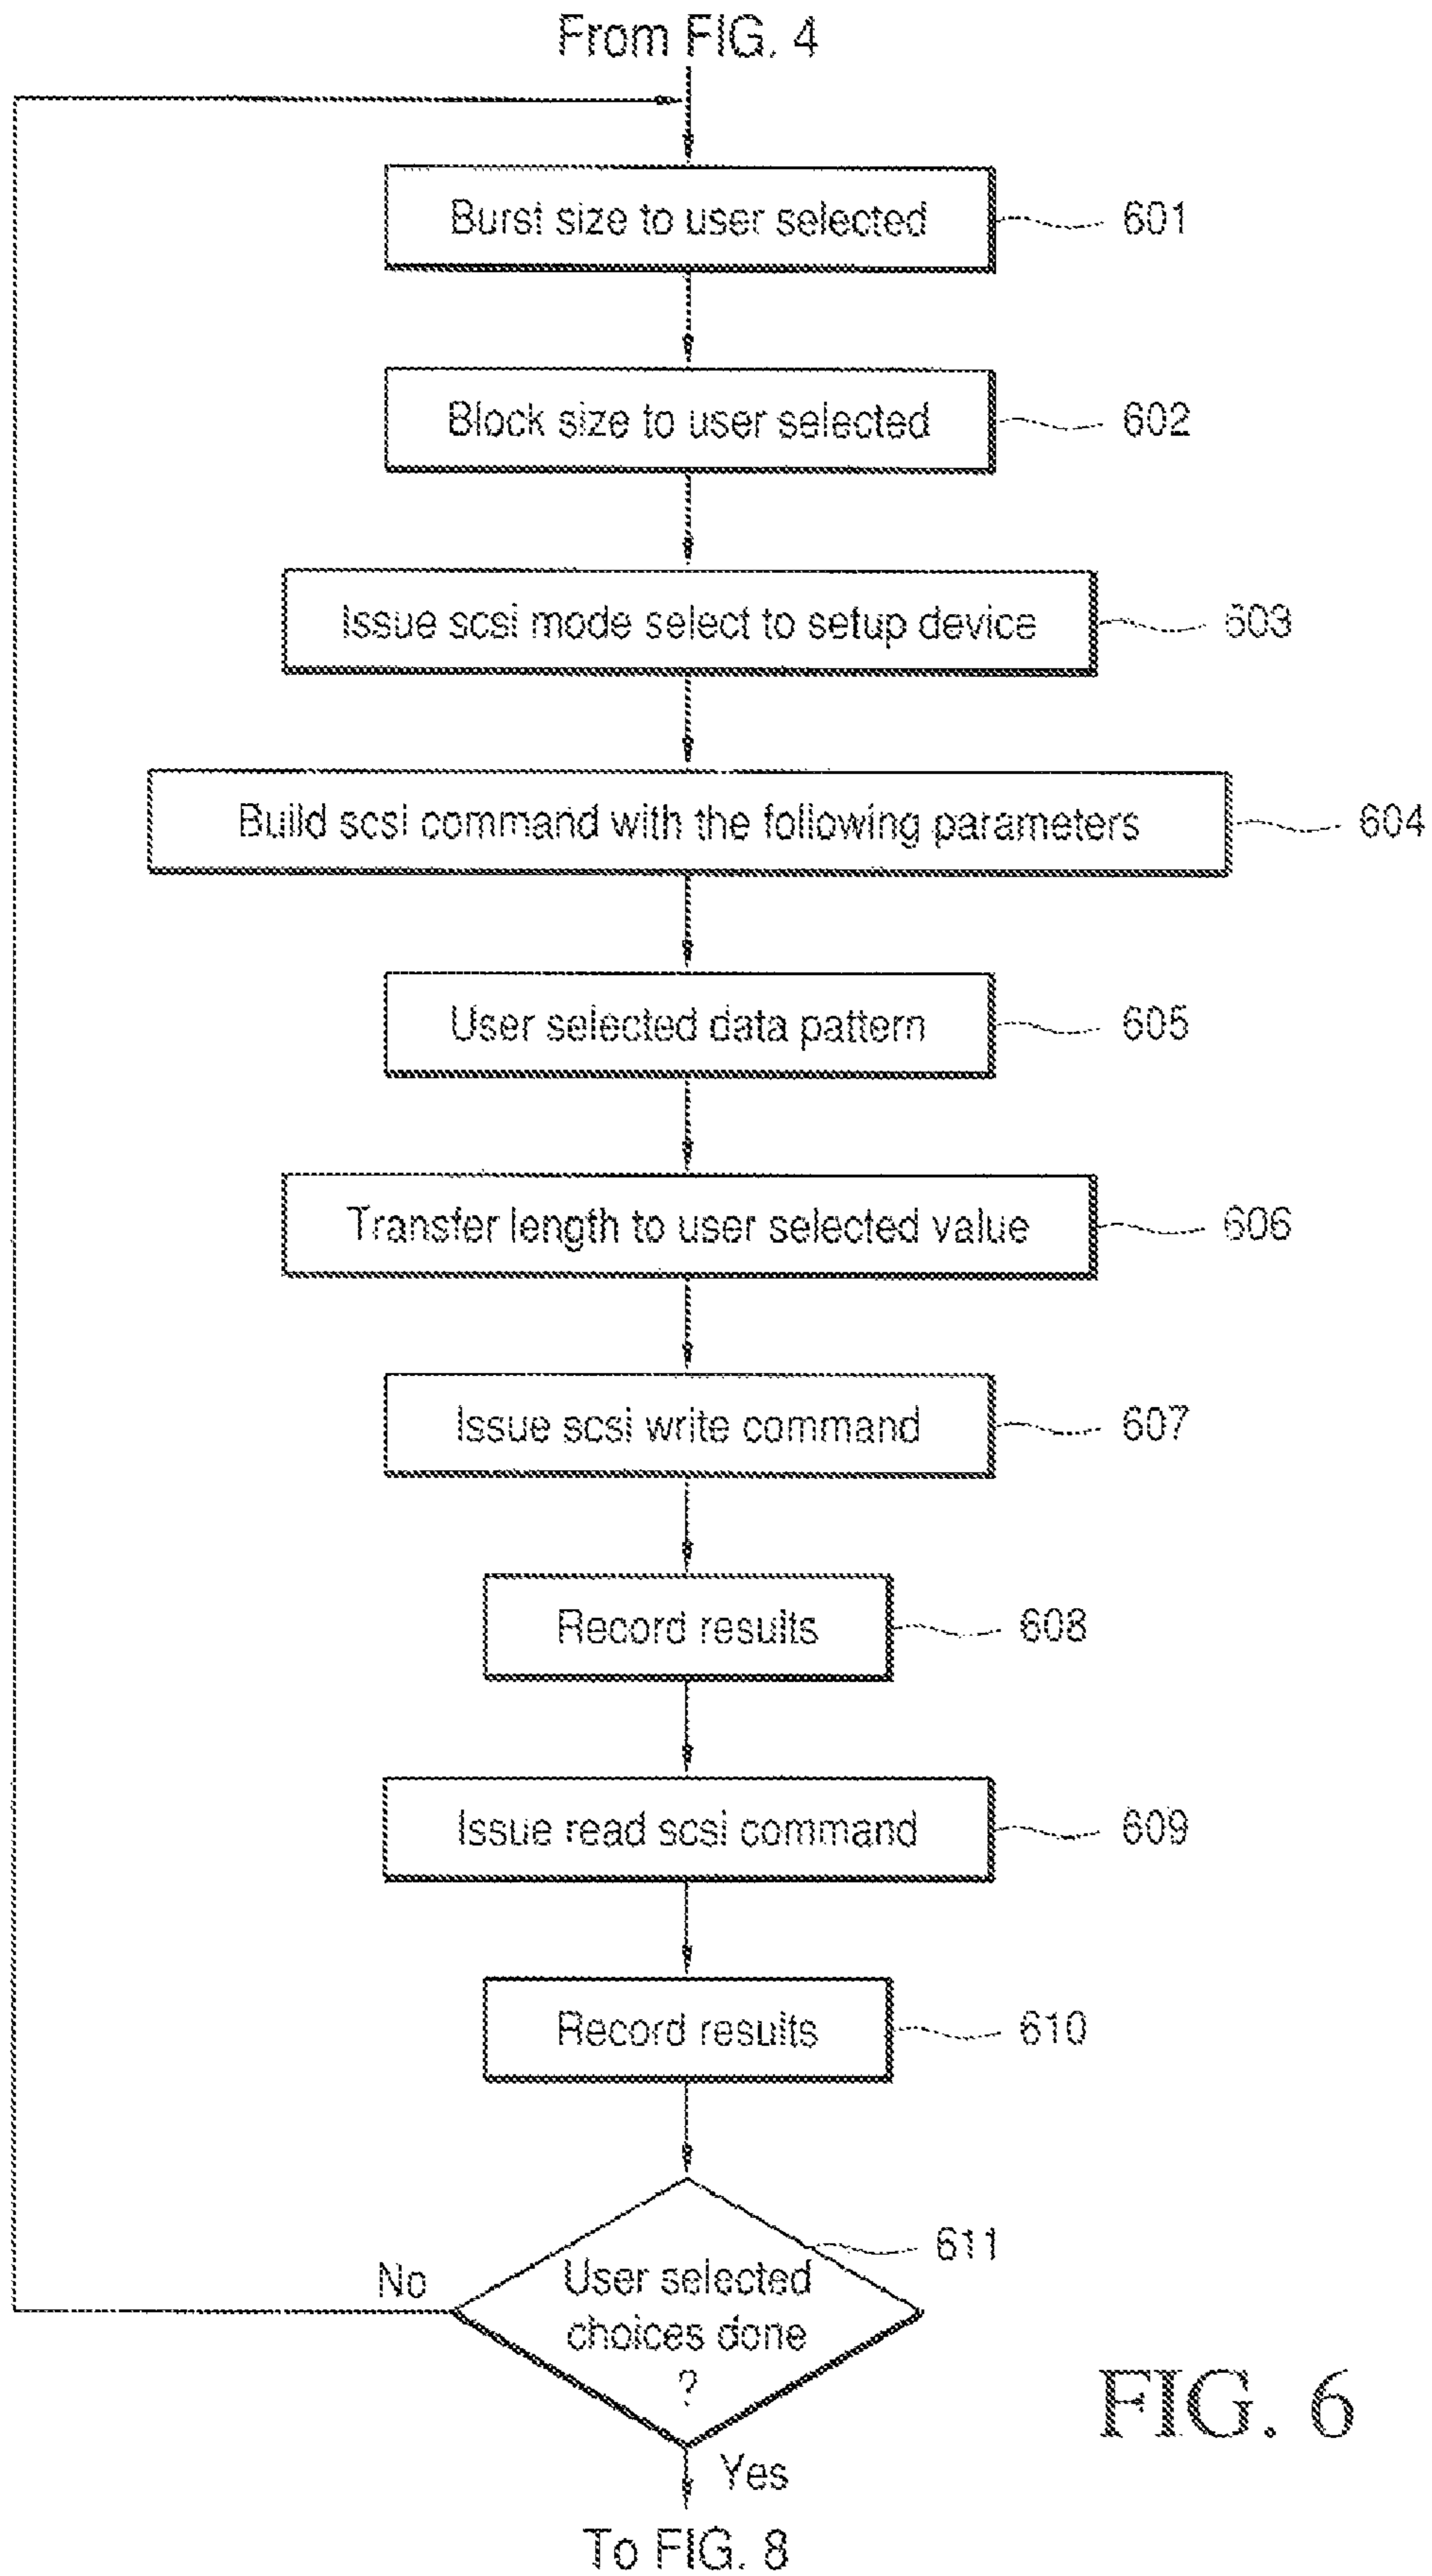 From FIG. 4
Burst size to user selected
601
Block size to user selected
602
Issue scsi mode select to setup device
603
Build scsi command with the following parameters
604
User selected data pattern
605
Transfer length to user selected value
606
Issue scsi write command
607
Record results
608
Issue read scsi command
609
Record results
610
611
User selected
choices done
?
No
Yes
To FIG. 8
FIG. 6